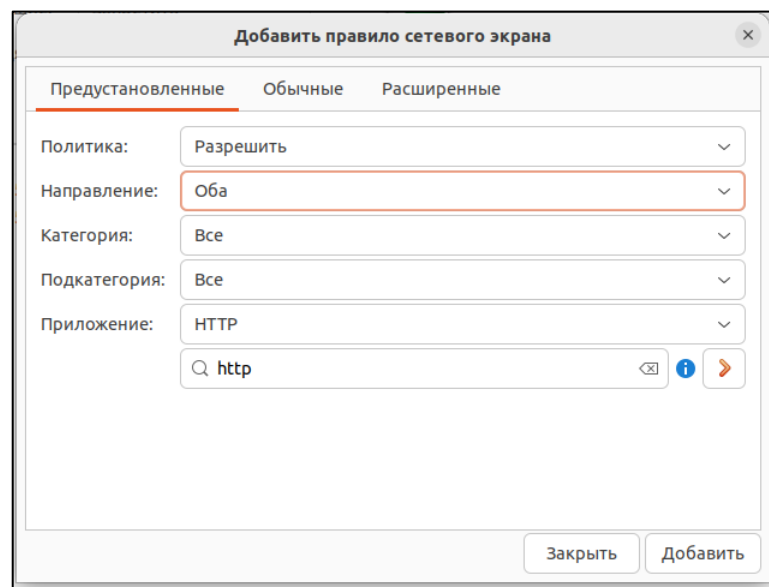 Добавить правило сетевого экрана
Предустановленные Обычные Расширенные
Политика: Разрешить
Направление: Оба
Категория: Все
Подкатегория: Все
Приложение: HTTP
http
Закрыть Добавить